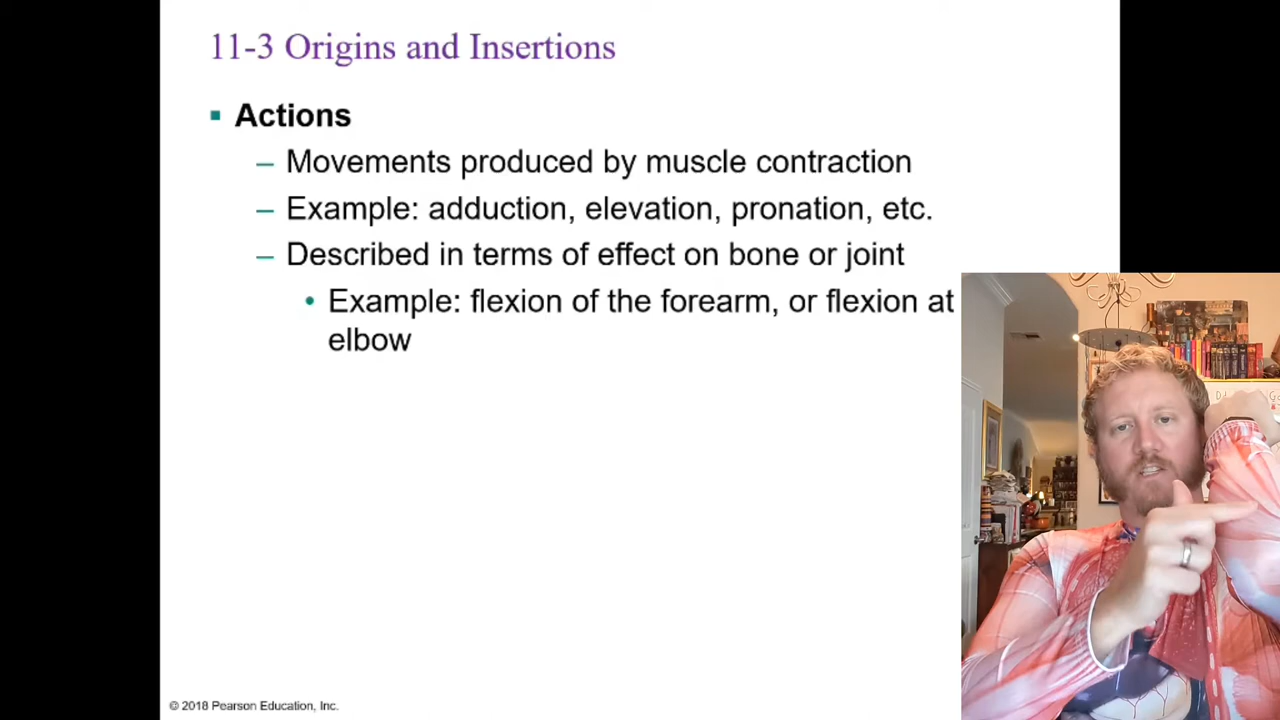 11-3 Origins and Insertions
▪ Actions
– Movements produced by muscle contraction
– Example: adduction, elevation, pronation, etc.
– Described in terms of effect on bone or joint
• Example: flexion of the forearm, or flexion at
elbow
© 2018 Pearson Education, Inc.